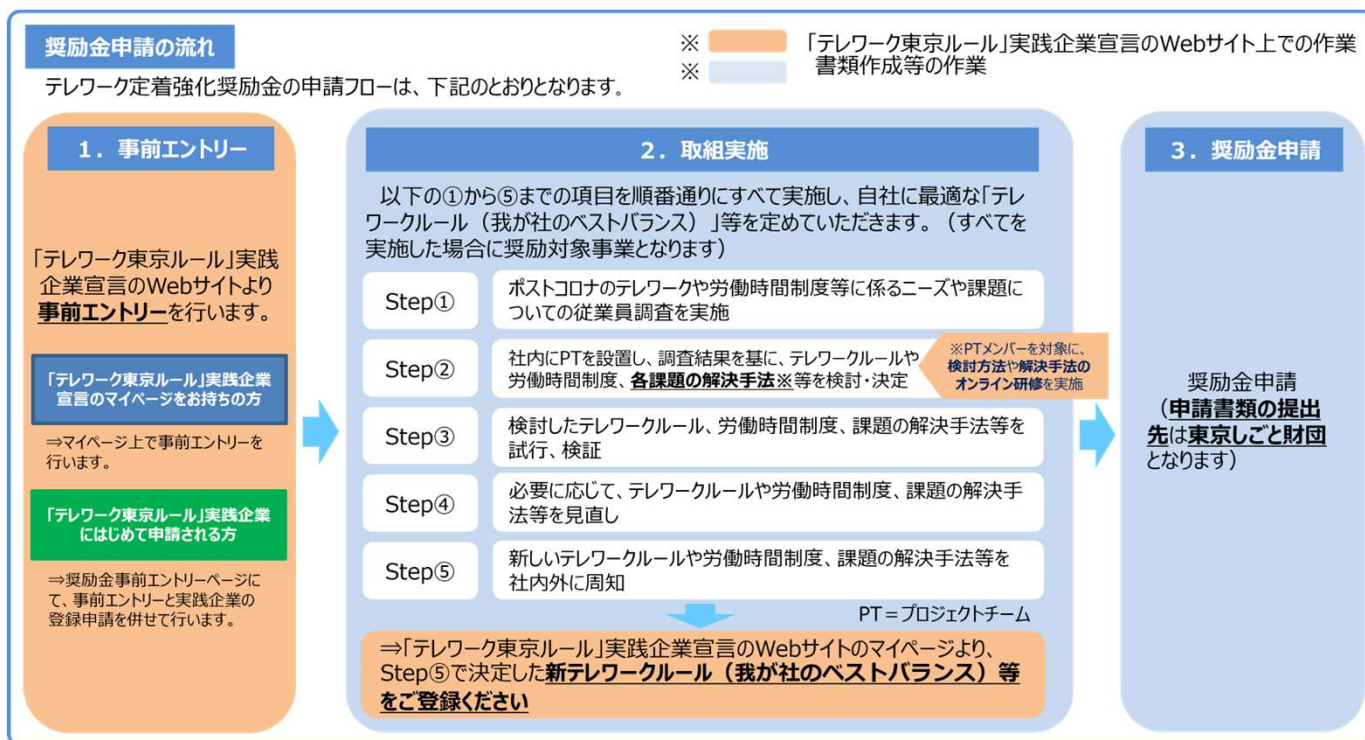 奨励金申請の流れ
※ 「テレワーク東京ルール」実践企業宣言のWebサイト上での作業
※ 書類作成等の作業
テレワーク定着強化奨励金の申請フローは、下記のとおりとなります。
1．事前エントリー
「テレワーク東京ルール」実践
企業宣言のWebサイトより
事前エントリーを行います。
「テレワーク東京ルール」実践企業
宣言のマイページをお持ちの方
⇒マイページ上で事前エントリーを
行います。
「テレワーク東京ルール」実践企業
にはじめて申請される方
⇒奨励金事前エントリーページに
て、事前エントリーと実践企業の
登録申請を併せて行います。
2．取組実施
以下の①から⑤までの項目を順番通りにすべて実施し、自社に最適な「テレ
ワークルール（我が社のベストバランス）」等を定めていただきます。（すべてを
実施した場合に奨励対象事業となります）
Step①
ポストコロナのテレワークや労働時間制度等に係るニーズや課題に
ついての従業員調査を実施
Step②
社内にPTを設置し、調査結果を基に、テレワークルールや
労働時間制度、各課題の解決手法※等を検討・決定
※PTメンバーを対象に、
検討方法や解決手法の
オンライン研修を実施
Step③
検討したテレワークルール、労働時間制度、課題の解決手法等を
試行、検証
Step④
必要に応じて、テレワークルールや労働時間制度、課題の解決手
法等を見直し
Step⑤
新しいテレワークルールや労働時間制度、課題の解決手法等を
社内外に周知
PT＝プロジェクトチーム
⇒「テレワーク東京ルール」実践企業宣言のWebサイトのマイページより、
Step⑤で決定した新テレワークルール（我が社のベストバランス）等
をご登録ください
3．奨励金申請
奨励金申請
（申請書類の提出
先は東京しごと財団
となります）